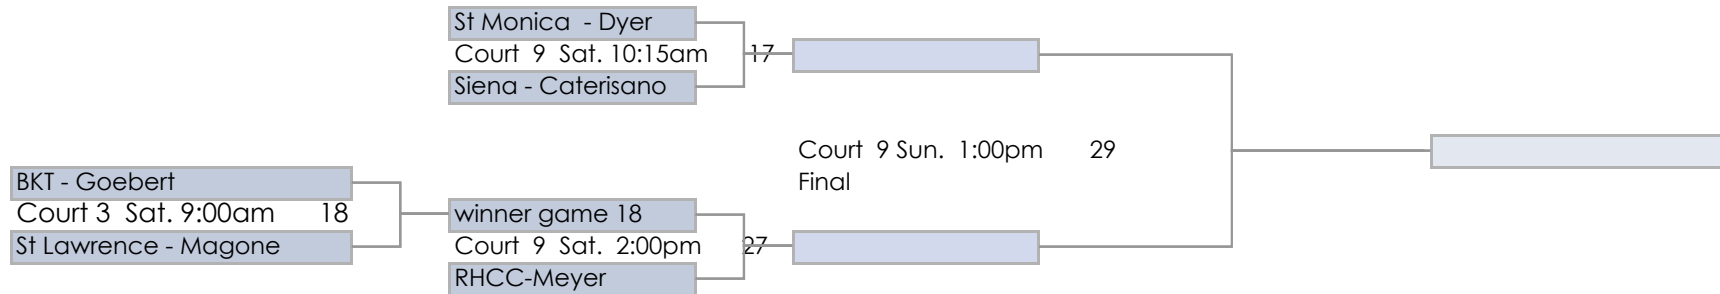 St Monica - Dyer
Court 9 Sat. 10:15am 17
Siena - Caterisano
Court 9 Sun. 1:00pm 29
Final
BKT - Goebert
Court 3 Sat. 9:00am 18
St Lawrence - Magone
winner game 18
Court 9 Sat. 2:00pm 27
RHCC-Meyer